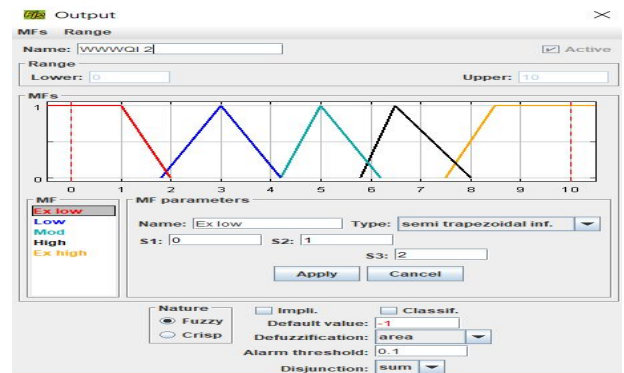 Fis Output
MFs Range
Name: WWWQI 2 Active
Range
Lower: 0 Upper: 10
MFs
1
0
0 1 2 3 4 5 6 7 8 9 10
MF
Ex low
Low
Mod
High
Ex high
MF parameters
Name: Ex low Type: semi trapezoidal inf.
S1: 0 S2: 1
S3: 2
Apply Cancel
Nature
Fuzzy
Crisp
Impli. Classif.
Default value: -1
Defuzzification: area
Alarm threshold: 0.1
Disjunction: sum